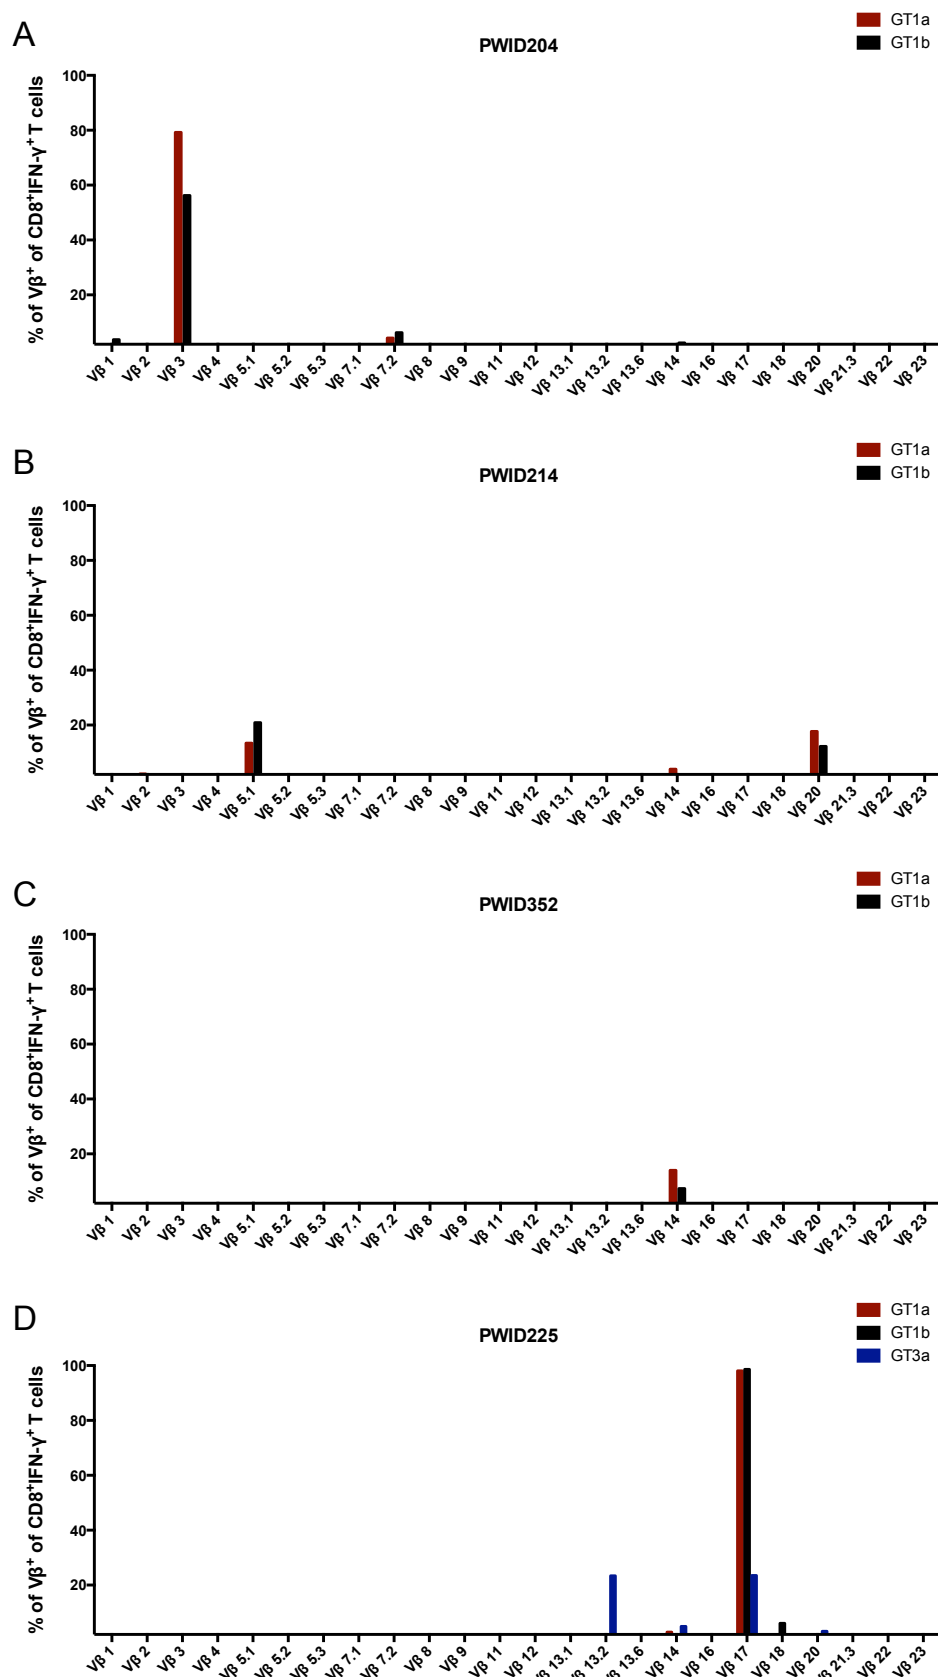 A
PWID204
GT1a
GT1b
% of Vβ⁺ of CD8⁺IFN-γ⁺ T cells
100
80
60
40
20
Vβ 1 Vβ 2 Vβ 3 Vβ 4 Vβ 5.1 Vβ 5.2 Vβ 5.3 Vβ 7.1 Vβ 7.2 Vβ 8 Vβ 9 Vβ 11 Vβ 12 Vβ 13.1 Vβ 13.2 Vβ 14 Vβ 16 Vβ 17 Vβ 18 Vβ 20 Vβ 21.3 Vβ 22 Vβ 23
B
PWID214
GT1a
GT1b
% of Vβ⁺ of CD8⁺IFN-γ⁺ T cells
100
80
60
40
20
Vβ 1 Vβ 2 Vβ 3 Vβ 4 Vβ 5.1 Vβ 5.2 Vβ 5.3 Vβ 7.1 Vβ 7.2 Vβ 8 Vβ 9 Vβ 11 Vβ 12 Vβ 13.1 Vβ 13.2 Vβ 13.6 Vβ 14 Vβ 16 Vβ 17 Vβ 18 Vβ 20 Vβ 21.3 Vβ 22 Vβ 23
C
PWID352
GT1a
GT1b
% of Vβ⁺ of CD8⁺IFN-γ⁺ T cells
100
80
60
40
20
Vβ 1 Vβ 2 Vβ 3 Vβ 4 Vβ 5.1 Vβ 5.2 Vβ 5.3 Vβ 7.1 Vβ 7.2 Vβ 8 Vβ 9 Vβ 11 Vβ 12 Vβ 13.1 Vβ 13.2 Vβ 13.6 Vβ 14 Vβ 16 Vβ 17 Vβ 18 Vβ 20 Vβ 21.3 Vβ 22 Vβ 23
D
PWID225
GT1a
GT1b
GT3a
% of Vβ⁺ of CD8⁺IFN-γ⁺ T cells
100
80
60
40
20
Vβ 1 Vβ 2 Vβ 3 Vβ 4 Vβ 5.1 Vβ 5.2 Vβ 5.3 Vβ 7.1 Vβ 7.2 Vβ 8 Vβ 9 Vβ 11 Vβ 12 Vβ 13.1 Vβ 13.2 Vβ 13.6 Vβ 14 Vβ 16 Vβ 17 Vβ 18 Vβ 20 Vβ 21.3 Vβ 22 Vβ 23